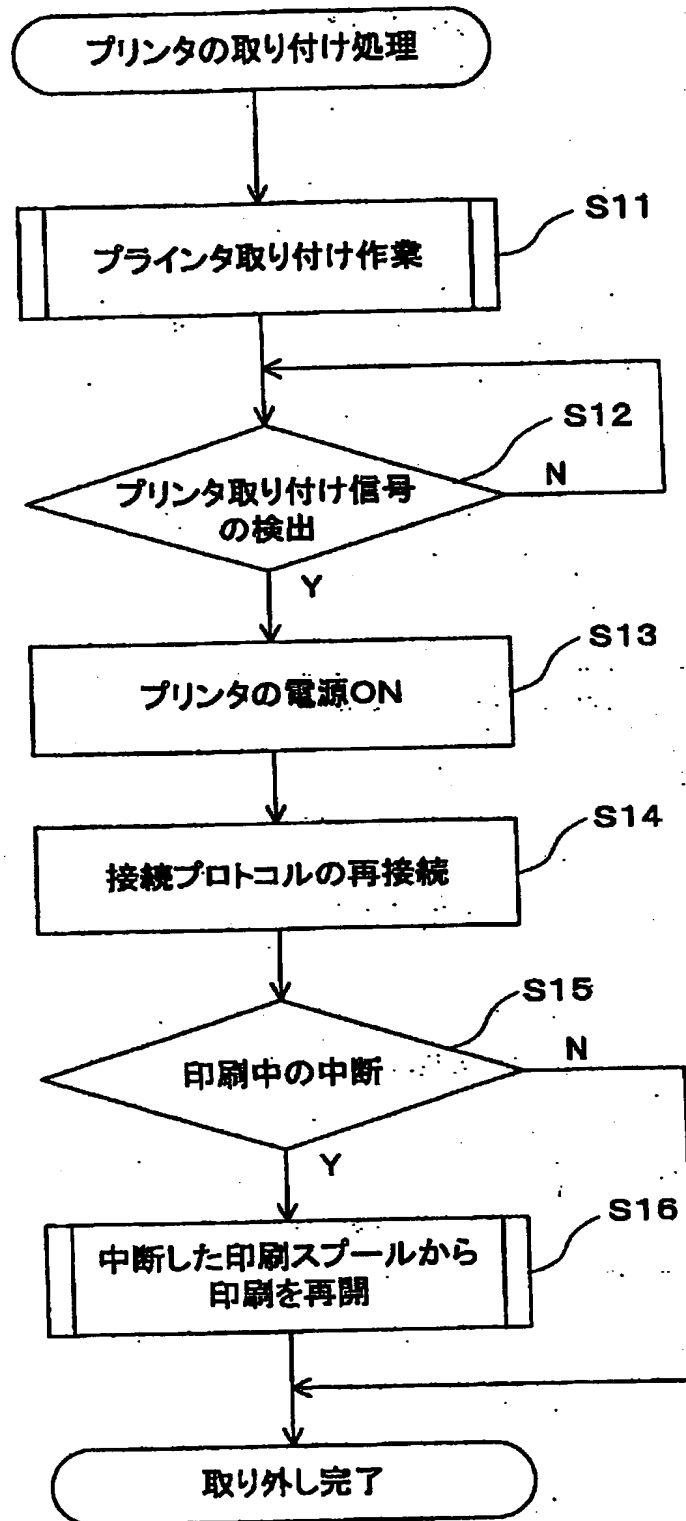 プリンタの取り付け処理
S11
プラインタ取り付け作業
S12
プリンタ取り付け信号
の検出
N
Y
S13
プリンタの電源ON
S14
接続プロトコルの再接続
S15
印刷中の中断
N
Y
S16
中断した印刷スプールから
印刷を再開
取り外し完了